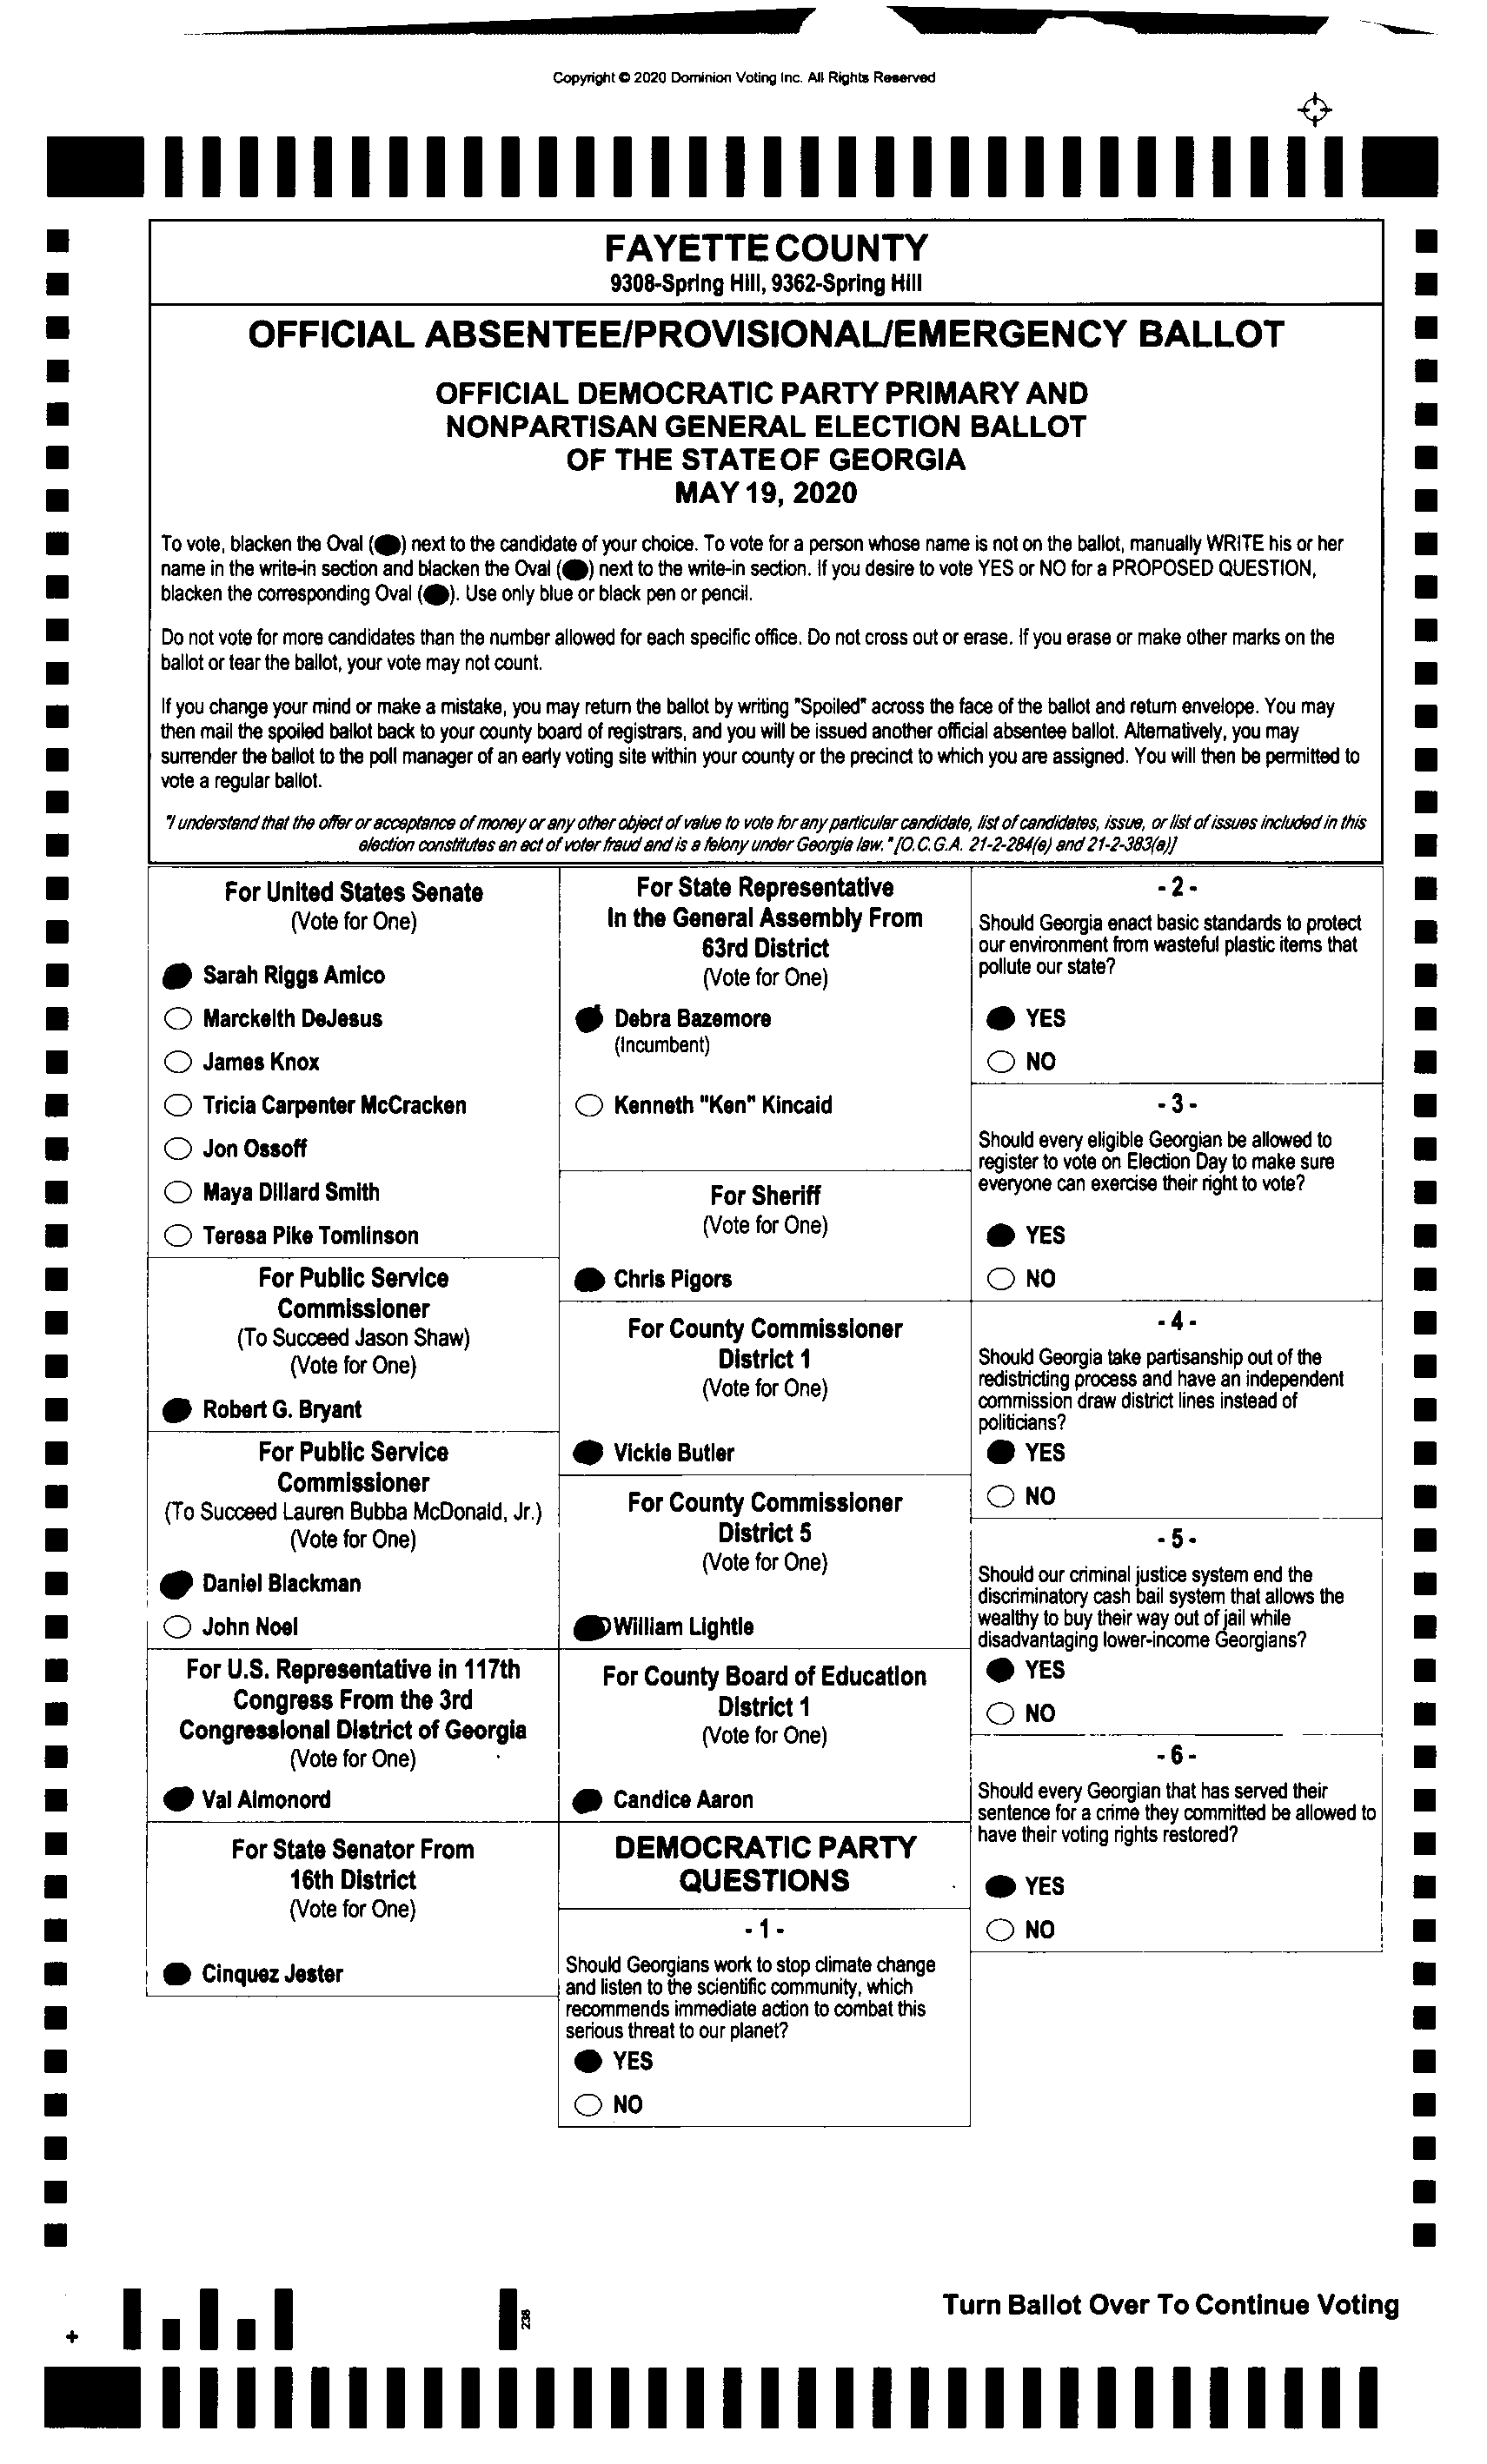 Copyright © 2020 Dominion Voting Inc. All Rights Reserved
FAYETTE COUNTY
9308-Spring Hill, 9362-Spring Hill
OFFICIAL ABSENTEE/PROVISIONAL/EMERGENCY BALLOT
OFFICIAL DEMOCRATIC PARTY PRIMARY AND
NONPARTISAN GENERAL ELECTION BALLOT
OF THE STATE OF GEORGIA
MAY 19, 2020
To vote, blacken the Oval (⬬) next to the candidate of your choice. To vote for a person whose name is not on the ballot, manually WRITE his or her
name in the write-in section and blacken the Oval (⬬) next to the write-in section. If you desire to vote YES or NO for a PROPOSED QUESTION,
blacken the corresponding Oval (⬬). Use only blue or black pen or pencil.
Do not vote for more candidates than the number allowed for each specific office. Do not cross out or erase. If you erase or make other marks on the
ballot or tear the ballot, your vote may not count.
If you change your mind or make a mistake, you may return the ballot by writing "Spoiled" across the face of the ballot and return envelope. You may
then mail the spoiled ballot back to your county board of registrars, and you will be issued another official absentee ballot. Alternatively, you may
surrender the ballot to the poll manager of an early voting site within your county or the precinct to which you are assigned. You will then be permitted to
vote a regular ballot.
"I understand that the offer or acceptance of money or any other object of value to vote for any particular candidate, list of candidates, issue, or list of issues included in this
election constitutes an act of voter fraud and is a felony under Georgia law." [O.C.G.A. 21-2-284(e) and 21-2-383(a)]
For United States Senate
(Vote for One)
Sarah Riggs Amico
Marckeith DeJesus
James Knox
Tricia Carpenter McCracken
Jon Ossoff
Maya Dillard Smith
Teresa Pike Tomlinson
For Public Service
Commissioner
(To Succeed Jason Shaw)
(Vote for One)
Robert G. Bryant
For Public Service
Commissioner
(To Succeed Lauren Bubba McDonald, Jr.)
(Vote for One)
Daniel Blackman
John Noel
For U.S. Representative in 117th
Congress From the 3rd
Congressional District of Georgia
(Vote for One)
Val Almonord
For State Senator From
16th District
(Vote for One)
Cinquez Jester
For State Representative
In the General Assembly From
63rd District
(Vote for One)
Debra Bazemore
(Incumbent)
Kenneth "Ken" Kincaid
For Sheriff
(Vote for One)
Chris Pigors
For County Commissioner
District 1
(Vote for One)
Vickie Butler
For County Commissioner
District 5
(Vote for One)
William Lightle
For County Board of Education
District 1
(Vote for One)
Candice Aaron
DEMOCRATIC PARTY
QUESTIONS
- 1 -
Should Georgians work to stop climate change
and listen to the scientific community, which
recommends immediate action to combat this
serious threat to our planet?
YES
NO
- 2 -
Should Georgia enact basic standards to protect
our environment from wasteful plastic items that
pollute our state?
YES
NO
- 3 -
Should every eligible Georgian be allowed to
register to vote on Election Day to make sure
everyone can exercise their right to vote?
YES
NO
- 4 -
Should Georgia take partisanship out of the
redistricting process and have an independent
commission draw district lines instead of
politicians?
YES
NO
- 5 -
Should our criminal justice system end the
discriminatory cash bail system that allows the
wealthy to buy their way out of jail while
disadvantaging lower-income Georgians?
YES
NO
- 6 -
Should every Georgian that has served their
sentence for a crime they committed be allowed to
have their voting rights restored?
YES
NO
238
Turn Ballot Over To Continue Voting